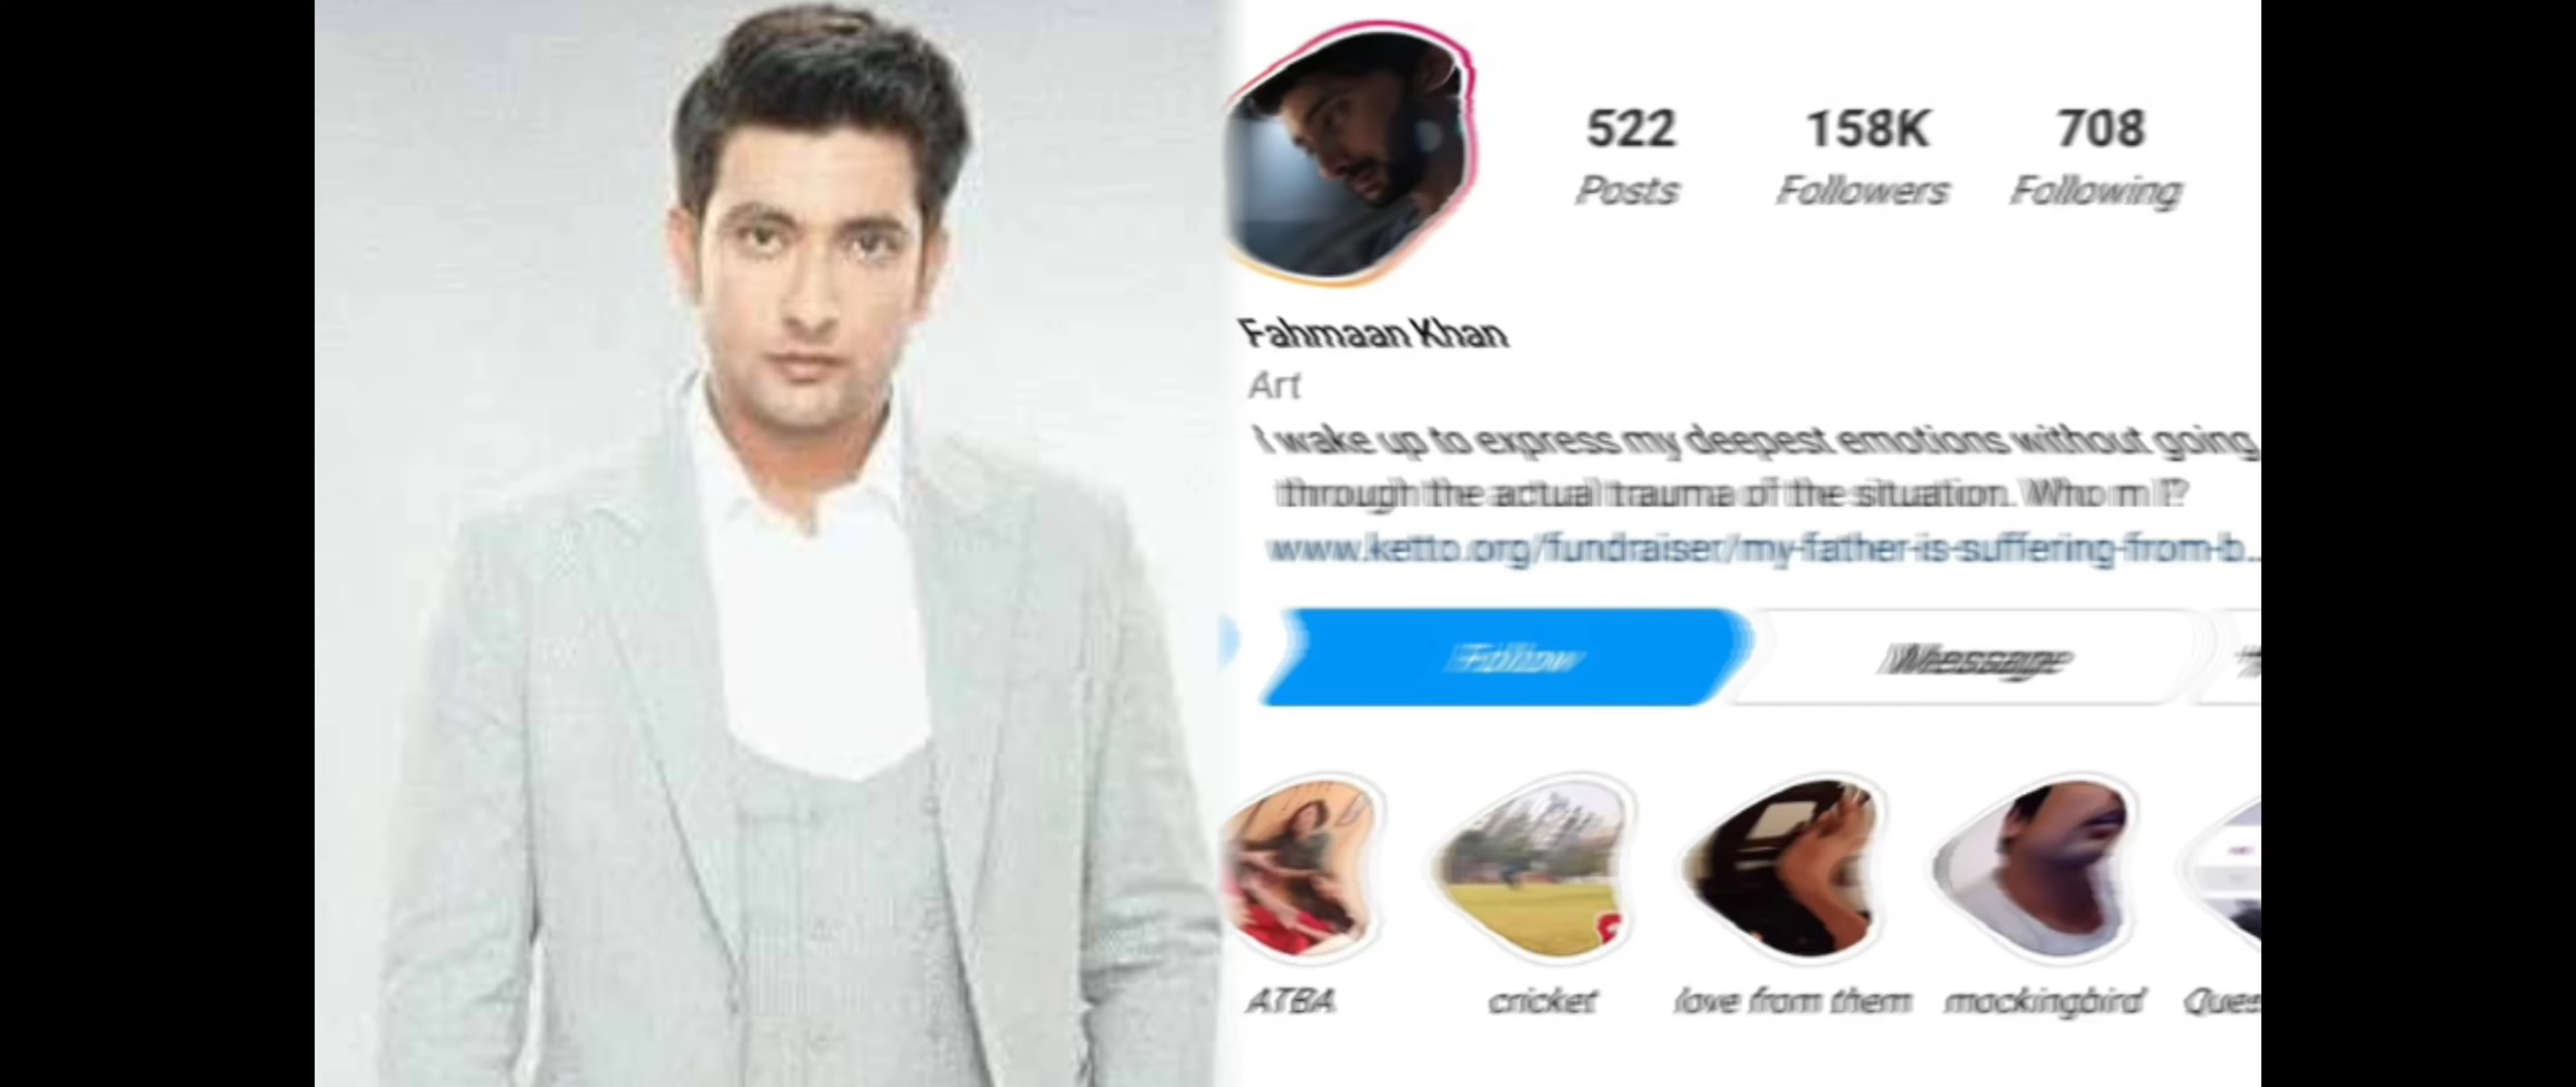 522 158K 708
Posts Followers Following
Fahmaan Khan
Art
I wake up to express my deepest emotions without going
through the actual trauma of the situation. Who m I?
www.ketto.org/fundraiser/my-father-is-suffering-from-b...
Follow Message
ATBA cricket love from them mockingbird Ques